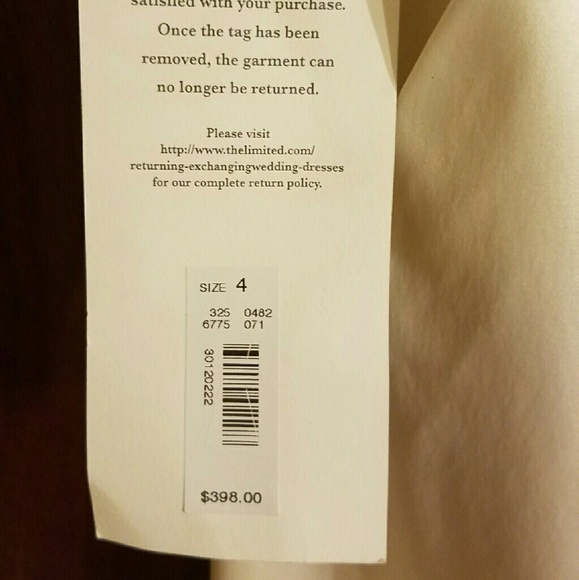 satisfied with your purchase.
Once the tag has been
removed, the garment can
no longer be returned.
Please visit
http://www.thelimited.com/
returning-exchangingwedding-dresses
for our complete return policy.
SIZE 4
325 0482
6775 071
30120222
$398.00